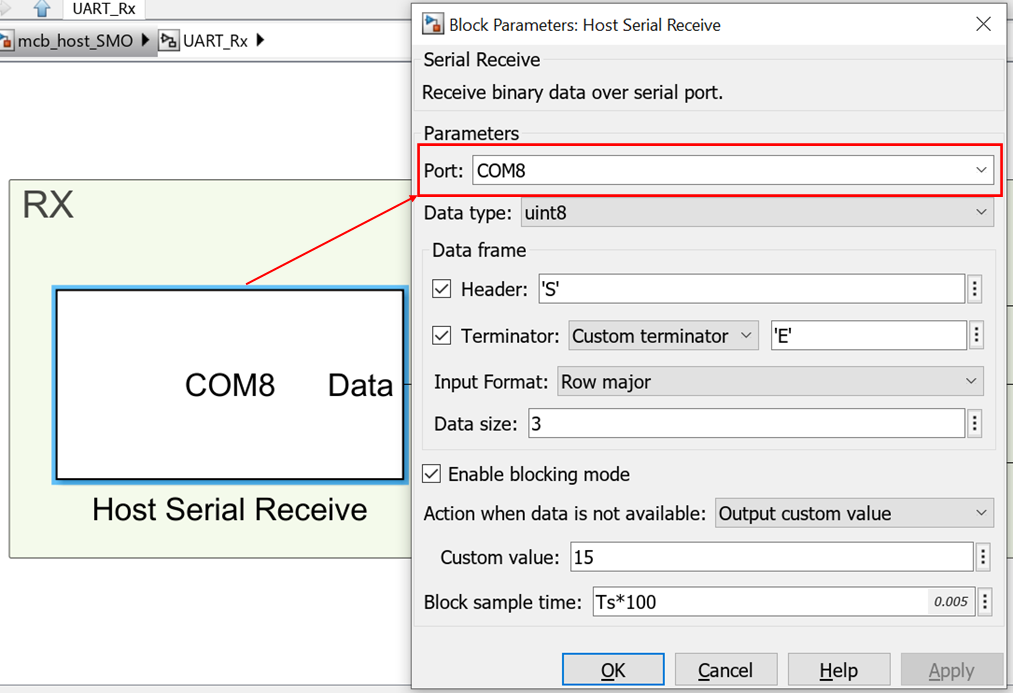 UART_Rx
mcb_host_SMO UART_Rx
RX
COM8 Data
Host Serial Receive
Block Parameters: Host Serial Receive
Serial Receive
Receive binary data over serial port.
Parameters
Port: COM8
Data type: uint8
Data frame
Header: 'S'
Terminator: Custom terminator 'E'
Input Format: Row major
Data size: 3
Enable blocking mode
Action when data is not available: Output custom value
Custom value: 15
Block sample time: Ts*100 0.005
OK Cancel Help Apply